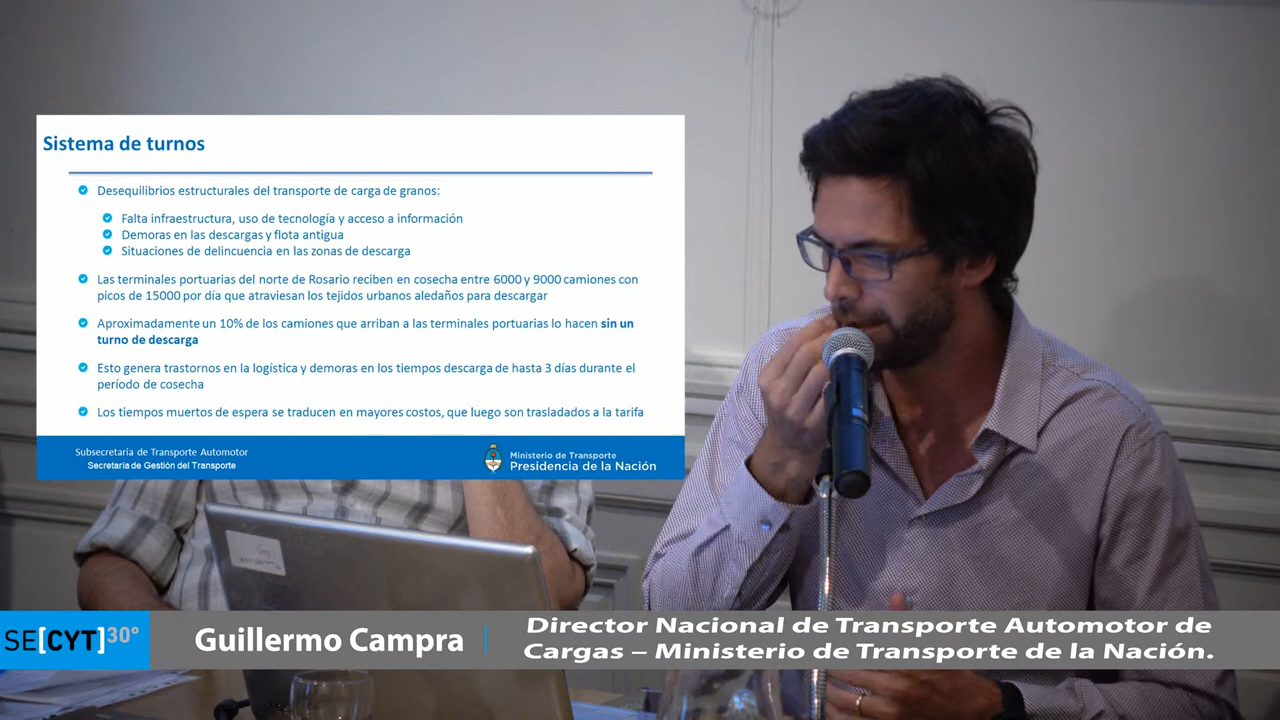 Sistema de turnos
Desequilibrios estructurales del transporte de carga de granos:
Falta infraestructura, uso de tecnología y acceso a información
Demoras en las descargas y flota antigua
Situaciones de delincuencia en las zonas de descarga
Las terminales portuarias del norte de Rosario reciben en cosecha entre 6000 y 9000 camiones con
picos de 15000 por día que atraviesan los tejidos urbanos aledaños para descargar
Aproximadamente un 10% de los camiones que arriban a las terminales portuarias lo hacen sin un
turno de descarga
Esto genera trastornos en la logística y demoras en los tiempos descarga de hasta 3 días durante el
período de cosecha
Los tiempos muertos de espera se traducen en mayores costos, que luego son trasladados a la tarifa
Subsecretaria de Transporte Automotor
Secretaría de Gestión del Transporte
Ministerio de Transporte
Presidencia de la Nación
SE[CYT]30°
Guillermo Campra
Director Nacional de Transporte Automotor de
Cargas – Ministerio de Transporte de la Nación.